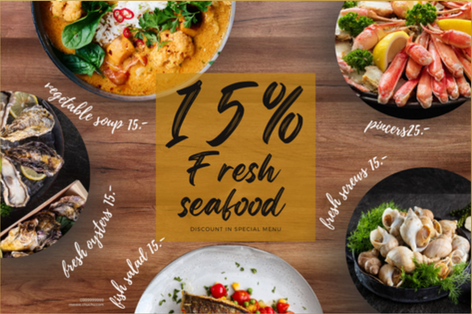 vegetable soup 15.-
15%
Fresh
seafood
DISCOUNT IN SPECIAL MENU
pincers25.-
fresh oysters 15.-
fish salad 15.-
fresh screws 15.-